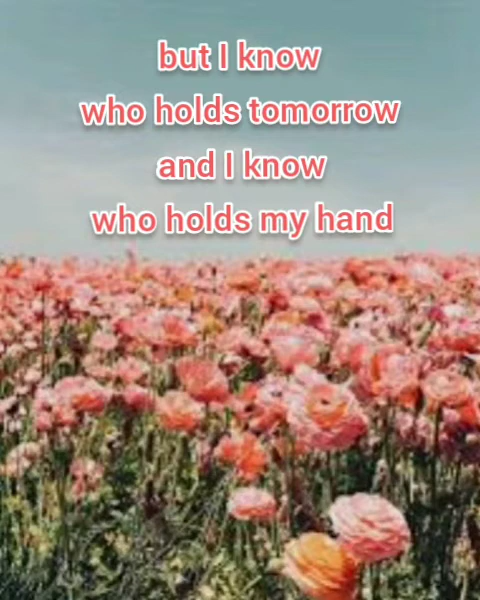 but I know
who holds tomorrow
and I know
who holds my hand